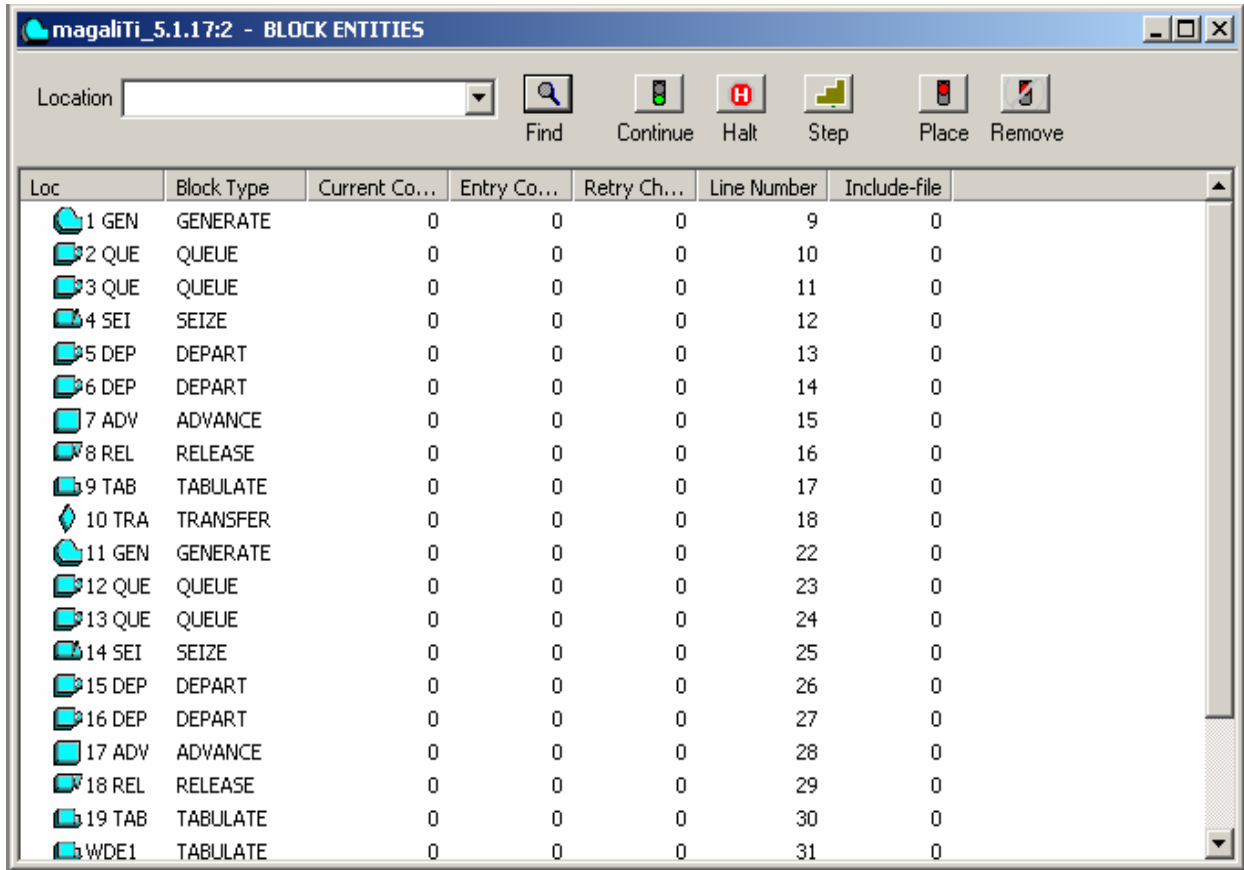 magaliTi_5.1.17:2 - BLOCK ENTITIES
Location
Find Continue Halt Step Place Remove
Loc Block Type Current Co... Entry Co... Retry Ch... Line Number Include-file
1 GEN GENERATE 0 0 0 9 0
2 QUE QUEUE 0 0 0 10 0
3 QUE QUEUE 0 0 0 11 0
4 SEI SEIZE 0 0 0 12 0
5 DEP DEPART 0 0 0 13 0
6 DEP DEPART 0 0 0 14 0
7 ADV ADVANCE 0 0 0 15 0
8 REL RELEASE 0 0 0 16 0
9 TAB TABULATE 0 0 0 17 0
10 TRA TRANSFER 0 0 0 18 0
11 GEN GENERATE 0 0 0 22 0
12 QUE QUEUE 0 0 0 23 0
13 QUE QUEUE 0 0 0 24 0
14 SEI SEIZE 0 0 0 25 0
15 DEP DEPART 0 0 0 26 0
16 DEP DEPART 0 0 0 27 0
17 ADV ADVANCE 0 0 0 28 0
18 REL RELEASE 0 0 0 29 0
19 TAB TABULATE 0 0 0 30 0
WDE1 TABULATE 0 0 0 31 0